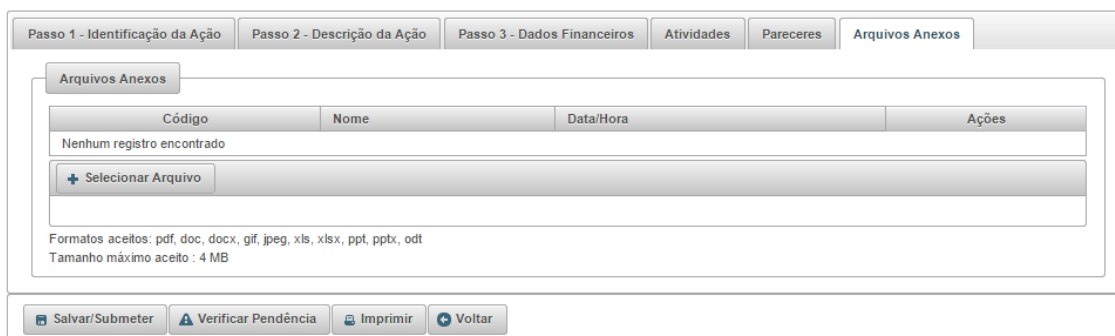 Passo 1 - Identificação da Ação Passo 2 - Descrição da Ação Passo 3 - Dados Financeiros Atividades Pareceres Arquivos Anexos
Arquivos Anexos
Código Nome Data/Hora Ações
Nenhum registro encontrado
Selecionar Arquivo
Formatos aceitos: pdf, doc, docx, gif, jpeg, xls, xlsx, ppt, pptx, odt
Tamanho máximo aceito : 4 MB
Salvar/Submeter Verificar Pendência Imprimir Voltar